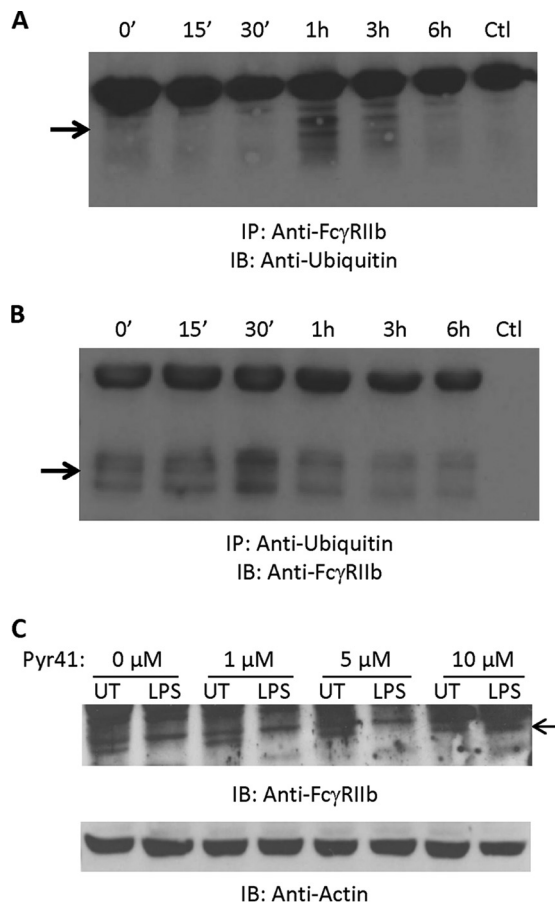 A
0’ 15’ 30’ 1h 3h 6h Ctl
IP: Anti-FcγRIIb
IB: Anti-Ubiquitin
B
0’ 15’ 30’ 1h 3h 6h Ctl
IP: Anti-Ubiquitin
IB: Anti-FcγRIIb
C
Pyr41: 0 μM 1 μM 5 μM 10 μM
UT LPS UT LPS UT LPS UT LPS
IB: Anti-FcγRIIb
IB: Anti-Actin